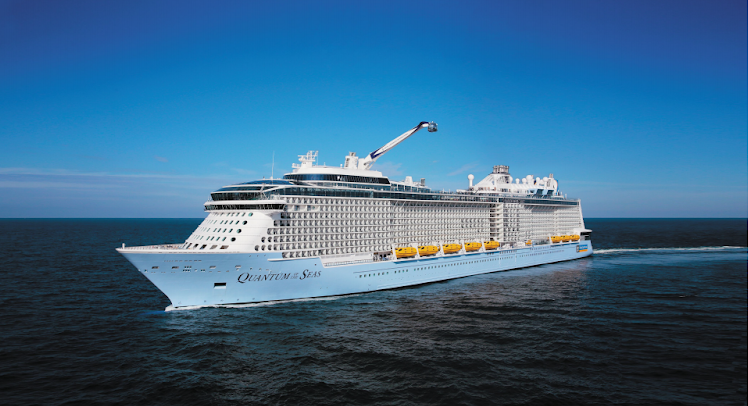 QUANTUM OF THE SEAS